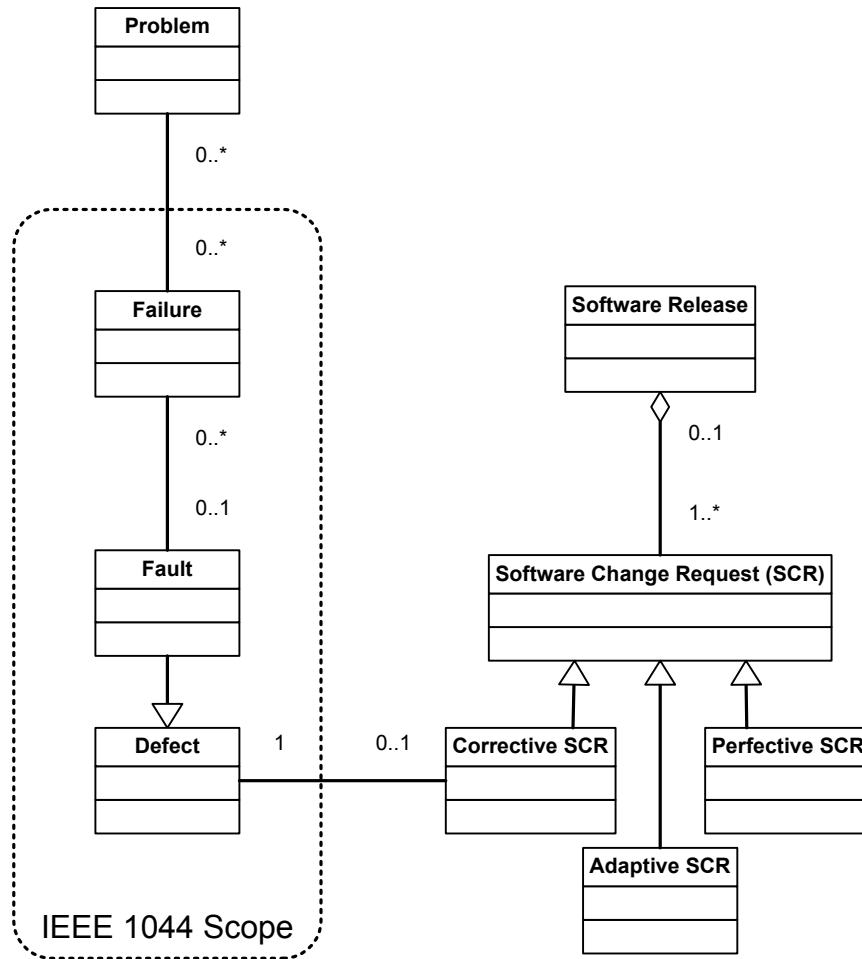 Problem
0..*
0..*
Failure
Software Release
0..*
0..1
0..1
1..*
Fault
Software Change Request (SCR)
Defect
1
0..1
Corrective SCR
Perfective SCR
Adaptive SCR
IEEE 1044 Scope